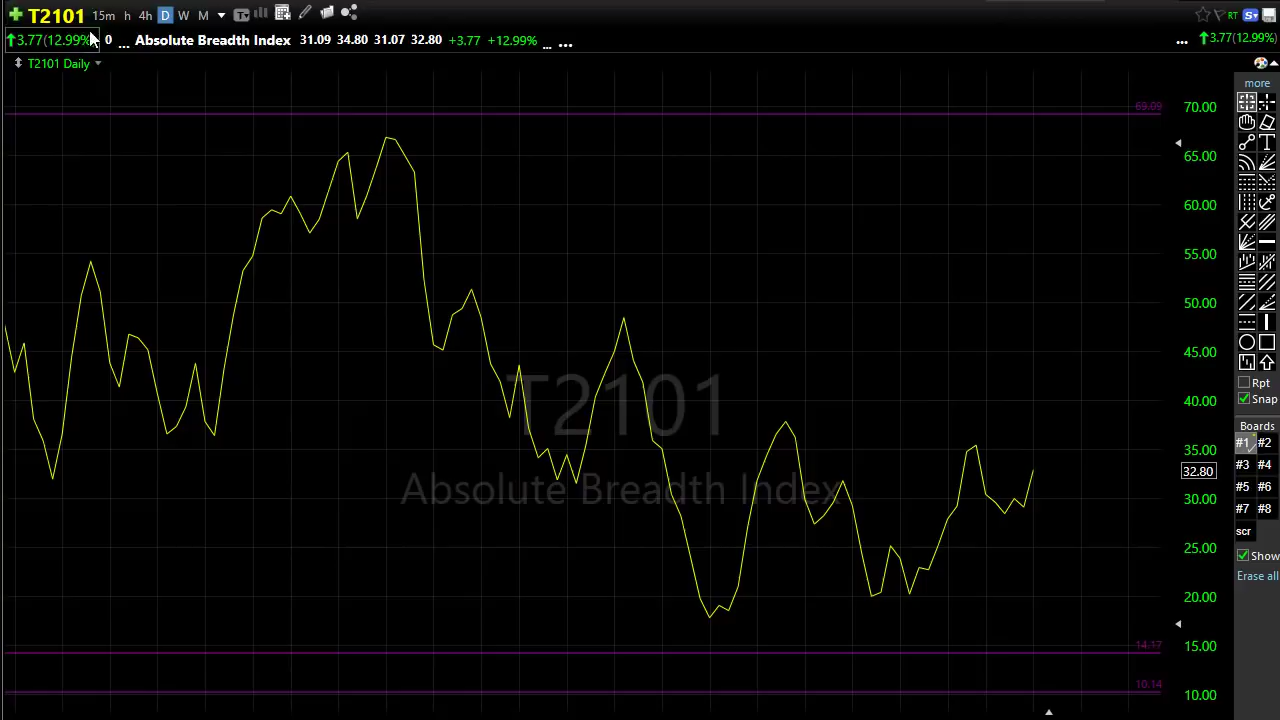 T2101 15m h 4h D W M RT S
3.77(12.99% 0 ... Absolute Breadth Index 31.09 34.80 31.07 32.80 +3.77 +12.99% ... ... ... 3.77(12.99%)
T2101 Daily
more
69.09
70.00
65.00
60.00
55.00
50.00
45.00
40.00
35.00
32.80
30.00
25.00
20.00
15.00
14.17
10.14
10.00
T2101
Absolute Breadth Index
T
Rpt
Snap
Boards
#1 #2
#3 #4
#5 #6
#7 #8
scr
Show
Erase all